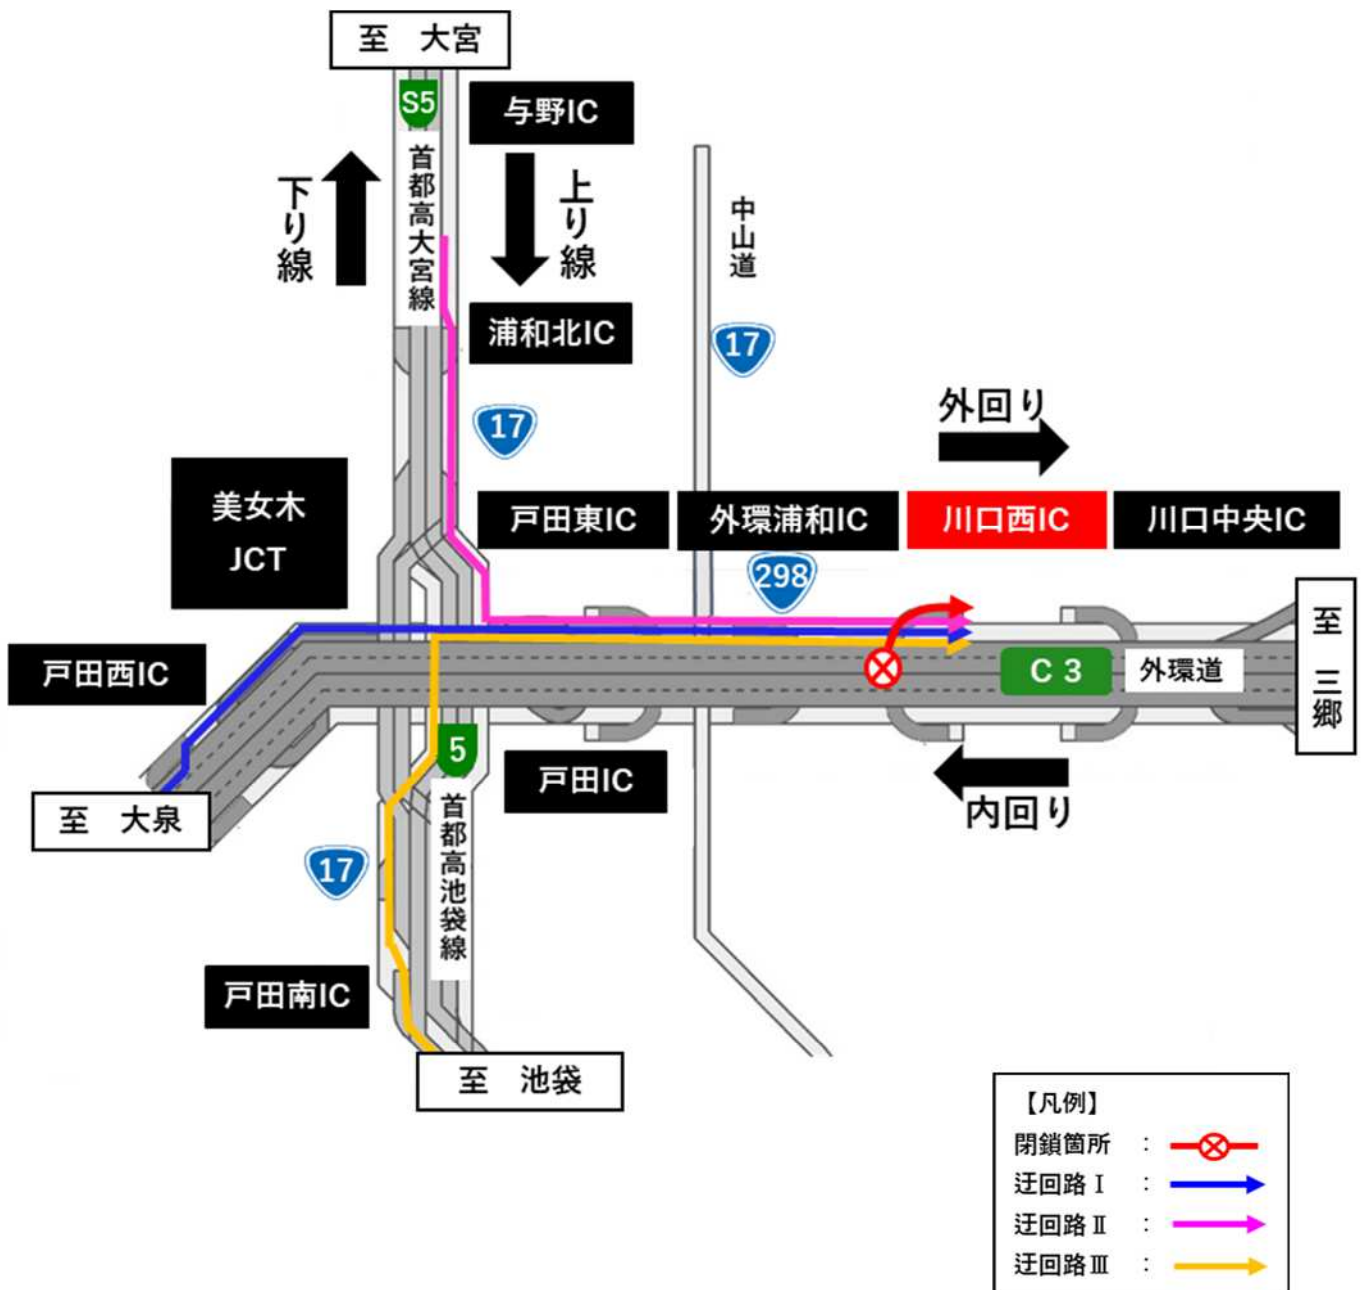 至 大宮
S5
与野IC
首都高大宮線
下り線
上り線
中山道
浦和北IC
17
17
外回り
美女木
JCT
戸田東IC
外環浦和IC
川口西IC
川口中央IC
298
至 三郷
戸田西IC
C3
外環道
5
戸田IC
内回り
至 大泉
首都高池袋線
17
戸田南IC
至 池袋
【凡例】
閉鎖箇所 :
迂回路Ⅰ :
迂回路Ⅱ :
迂回路Ⅲ :